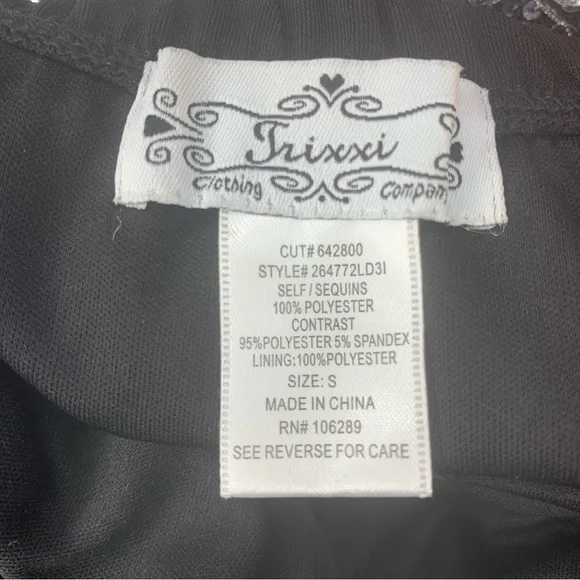 Trixxi
Clothing Company
CUT# 642800
STYLE# 264772LD3I
SELF / SEQUINS
100% POLYESTER
CONTRAST
95%POLYESTER 5% SPANDEX
LINING:100%POLYESTER
SIZE: S
MADE IN CHINA
RN# 106289
SEE REVERSE FOR CARE